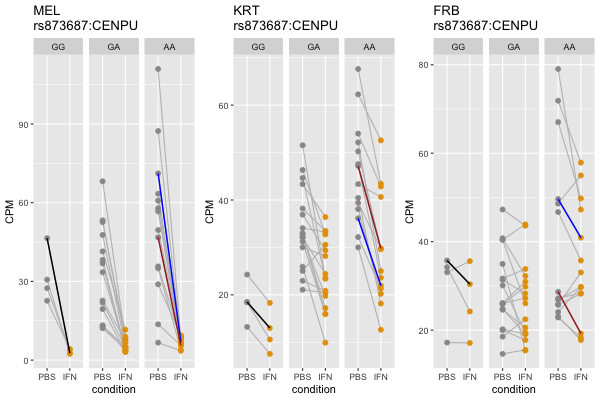 MEL
rs873687:CENPU
GG GA AA
CPM
90
60
30
0
PBS IFN PBS IFN PBS IFN
condition
KRT
rs873687:CENPU
GG GA AA
CPM
60
40
20
PBS IFN PBS IFN PBS IFN
condition
FRB
rs873687:CENPU
GG GA AA
CPM
80
60
40
20
PBS IFN PBS IFN PBS IFN
condition